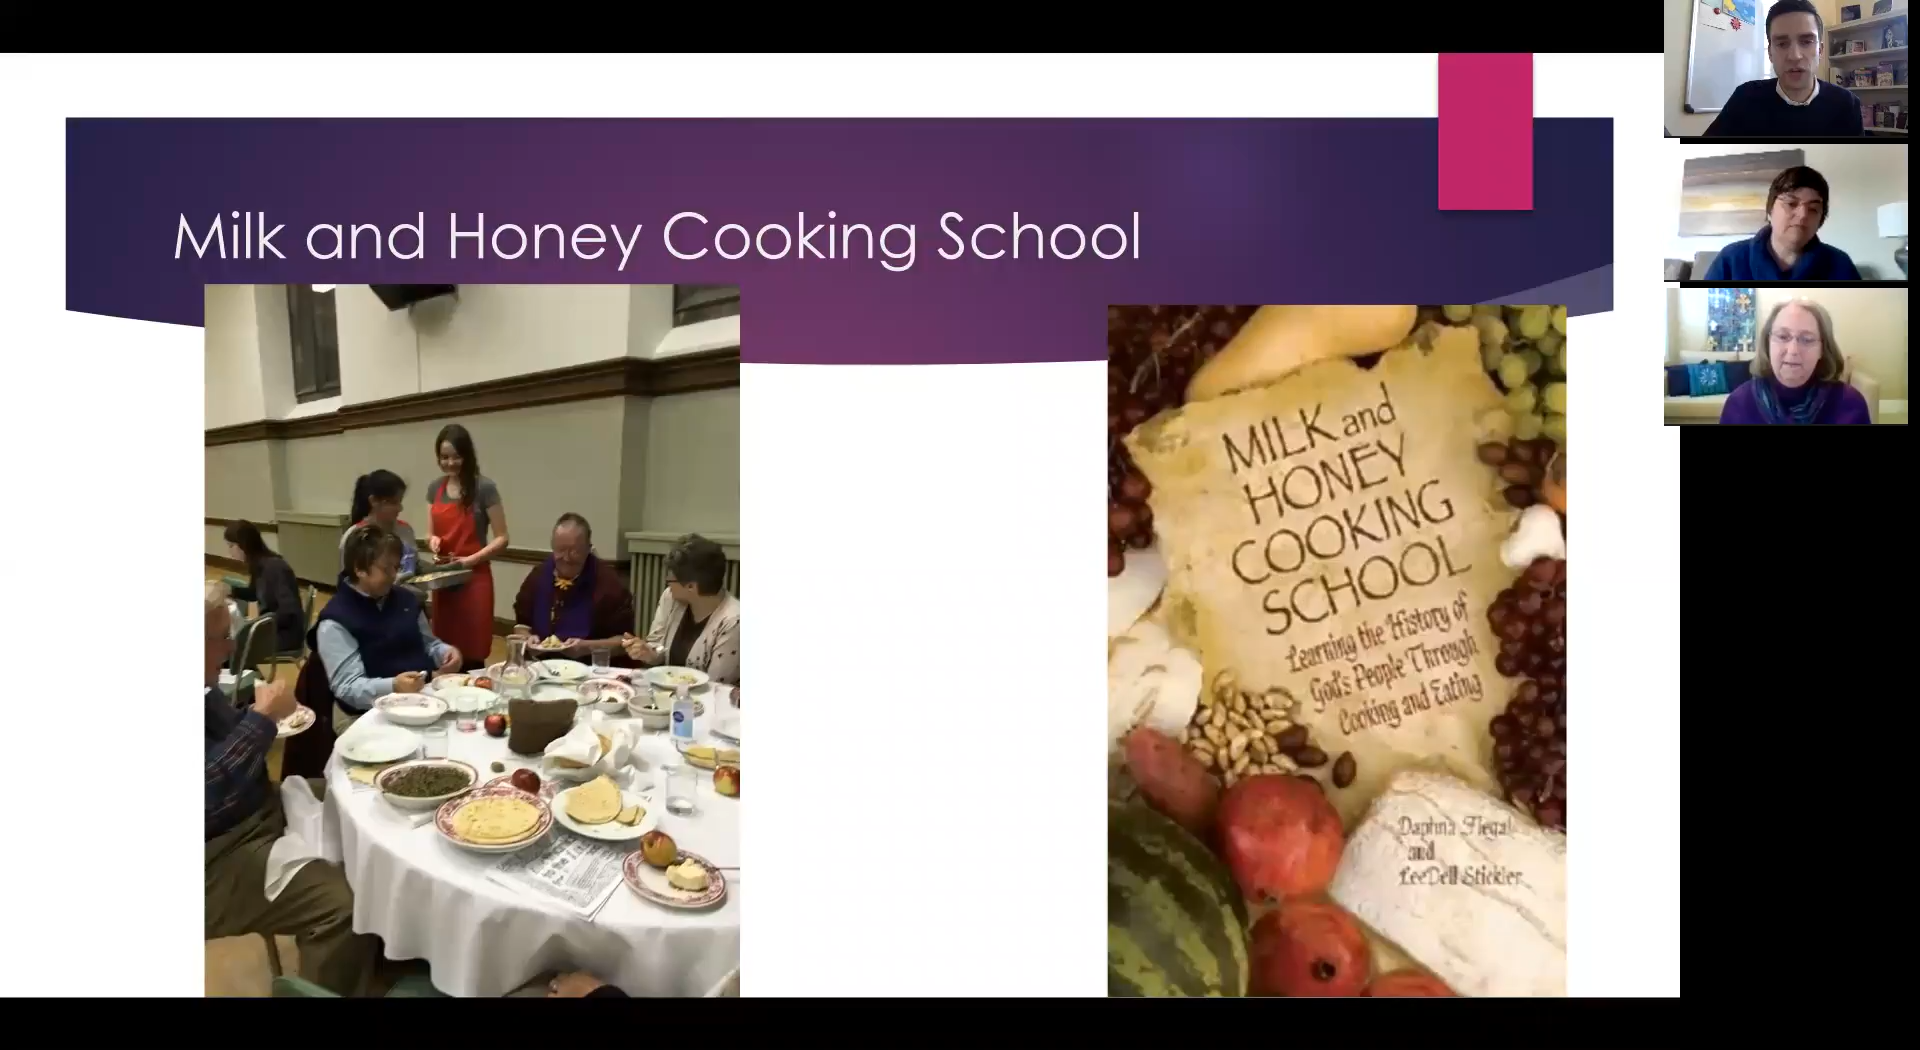 Milk and Honey Cooking School
MILK and
HONEY
COOKING
SCHOOL
Learning the History of
God's People Through
Cooking and Eating
Daphna Flegal
and
LeeDell Stickler